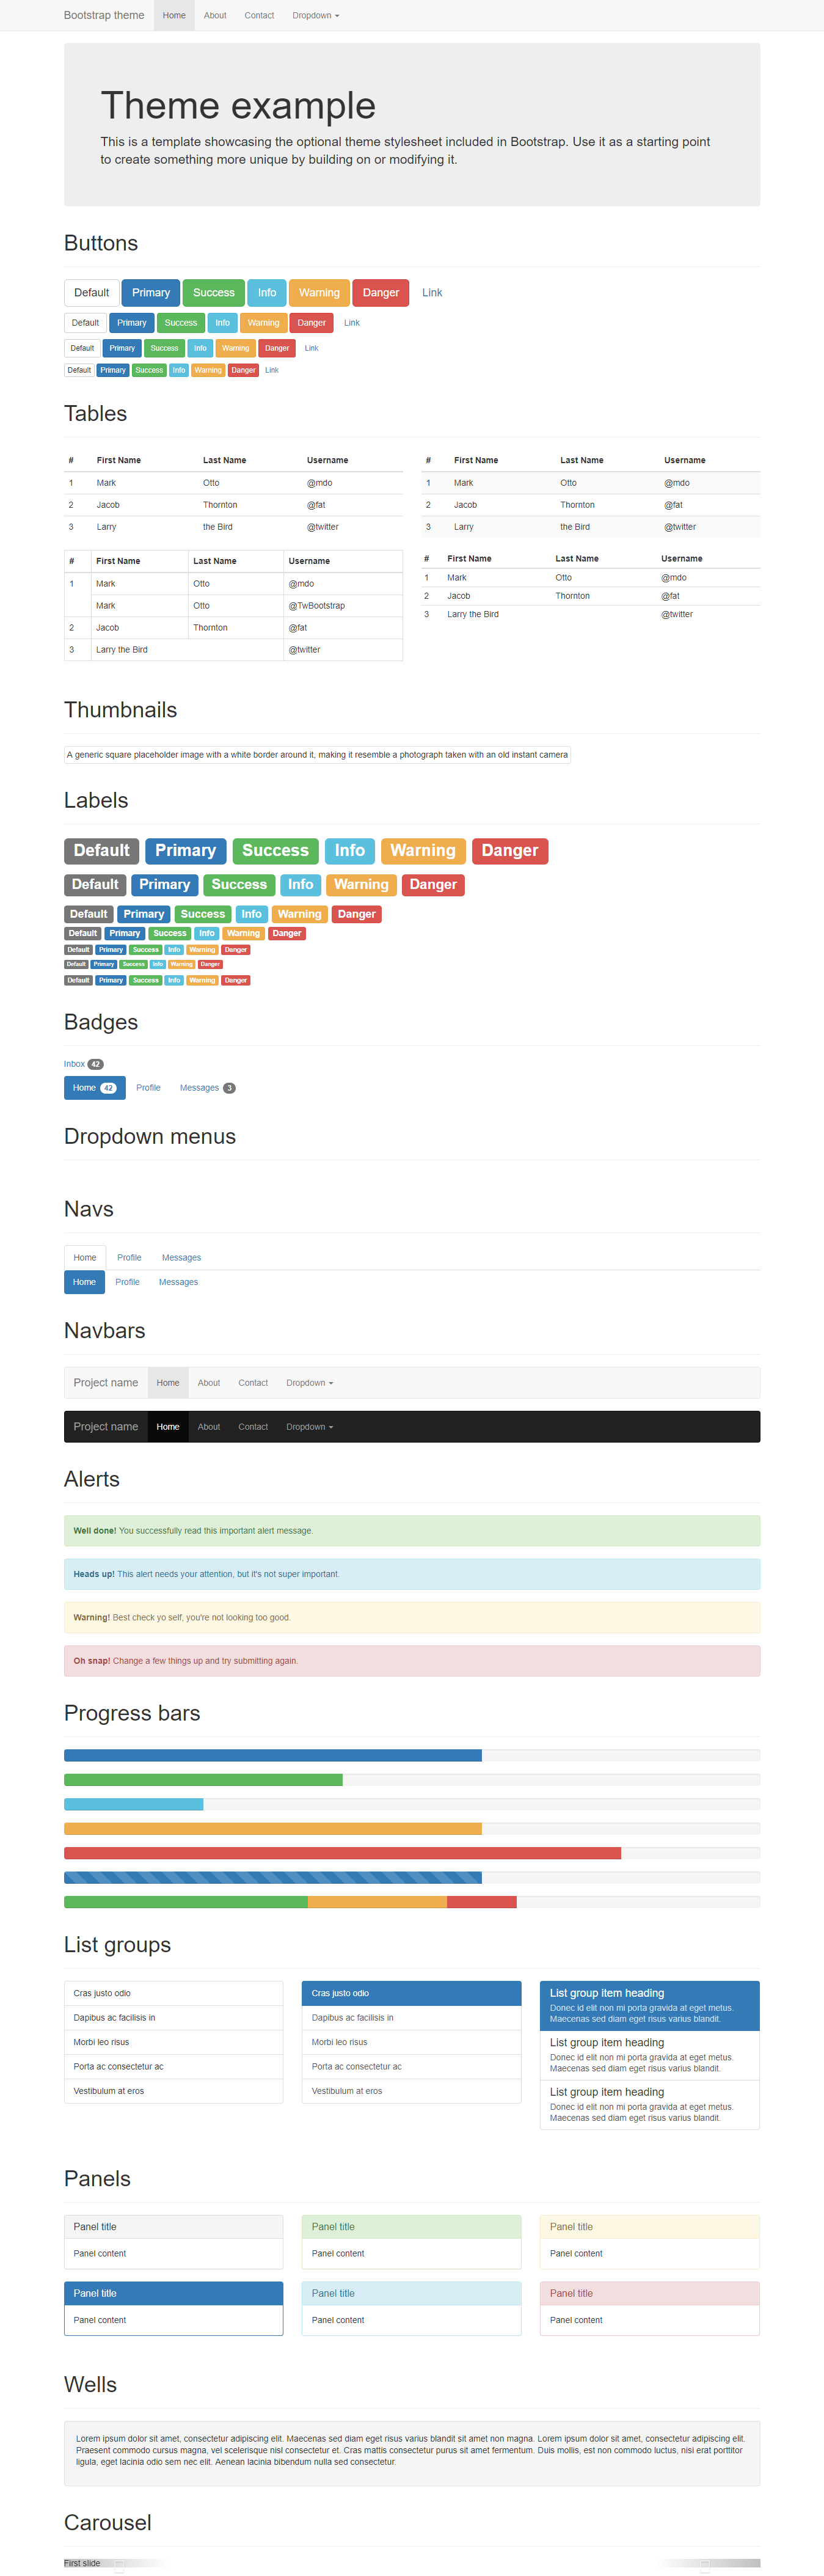 Bootstrap theme Home About Contact Dropdown
Theme example
This is a template showcasing the optional theme stylesheet included in Bootstrap. Use it as a starting point
to create something more unique by building on or modifying it.
Buttons
Default Primary Success Info Warning Danger Link
Default Primary Success Info Warning Danger Link
Default Primary Success Info Warning Danger Link
Default Primary Success Info Warning Danger Link
Tables
# First Name Last Name Username
1 Mark Otto @mdo
2 Jacob Thornton @fat
3 Larry the Bird @twitter
# First Name Last Name Username
1 Mark Otto @mdo
2 Jacob Thornton @fat
3 Larry the Bird @twitter
# First Name Last Name Username
1 Mark Otto @mdo
Mark Otto @TwBootstrap
2 Jacob Thornton @fat
3 Larry the Bird @twitter
# First Name Last Name Username
1 Mark Otto @mdo
2 Jacob Thornton @fat
3 Larry the Bird @twitter
Thumbnails
A generic square placeholder image with a white border around it, making it resemble a photograph taken with an old instant camera
Labels
Default Primary Success Info Warning Danger
Default Primary Success Info Warning Danger
Default Primary Success Info Warning Danger
Default Primary Success Info Warning Danger
Default Primary Success Info Warning Danger
Default Primary Success Info Warning Danger
Default Primary Success Info Warning Danger
Badges
Inbox 42
Home 42 Profile Messages 3
Dropdown menus
Navs
Home Profile Messages
Home Profile Messages
Navbars
Project name Home About Contact Dropdown
Project name Home About Contact Dropdown
Alerts
Well done! You successfully read this important alert message.
Heads up! This alert needs your attention, but it's not super important.
Warning! Best check yo self, you're not looking too good.
Oh snap! Change a few things up and try submitting again.
Progress bars
List groups
Cras justo odio
Dapibus ac facilisis in
Morbi leo risus
Porta ac consectetur ac
Vestibulum at eros
Cras justo odio
Dapibus ac facilisis in
Morbi leo risus
Porta ac consectetur ac
Vestibulum at eros
List group item heading
Donec id elit non mi porta gravida at eget metus.
Maecenas sed diam eget risus varius blandit.
List group item heading
Donec id elit non mi porta gravida at eget metus.
Maecenas sed diam eget risus varius blandit.
List group item heading
Donec id elit non mi porta gravida at eget metus.
Maecenas sed diam eget risus varius blandit.
Panels
Panel title Panel title Panel title
Panel content Panel content Panel content
Panel title Panel title Panel title
Panel content Panel content Panel content
Wells
Lorem ipsum dolor sit amet, consectetur adipiscing elit. Maecenas sed diam eget risus varius blandit sit amet non magna. Lorem ipsum dolor sit amet, consectetur adipiscing elit.
Praesent commodo cursus magna, vel scelerisque nisl consectetur et. Cras mattis consectetur purus sit amet fermentum. Duis mollis, est non commodo luctus, nisi erat porttitor
ligula, eget lacinia odio sem nec elit. Aenean lacinia bibendum nulla sed consectetur.
Carousel
First slide